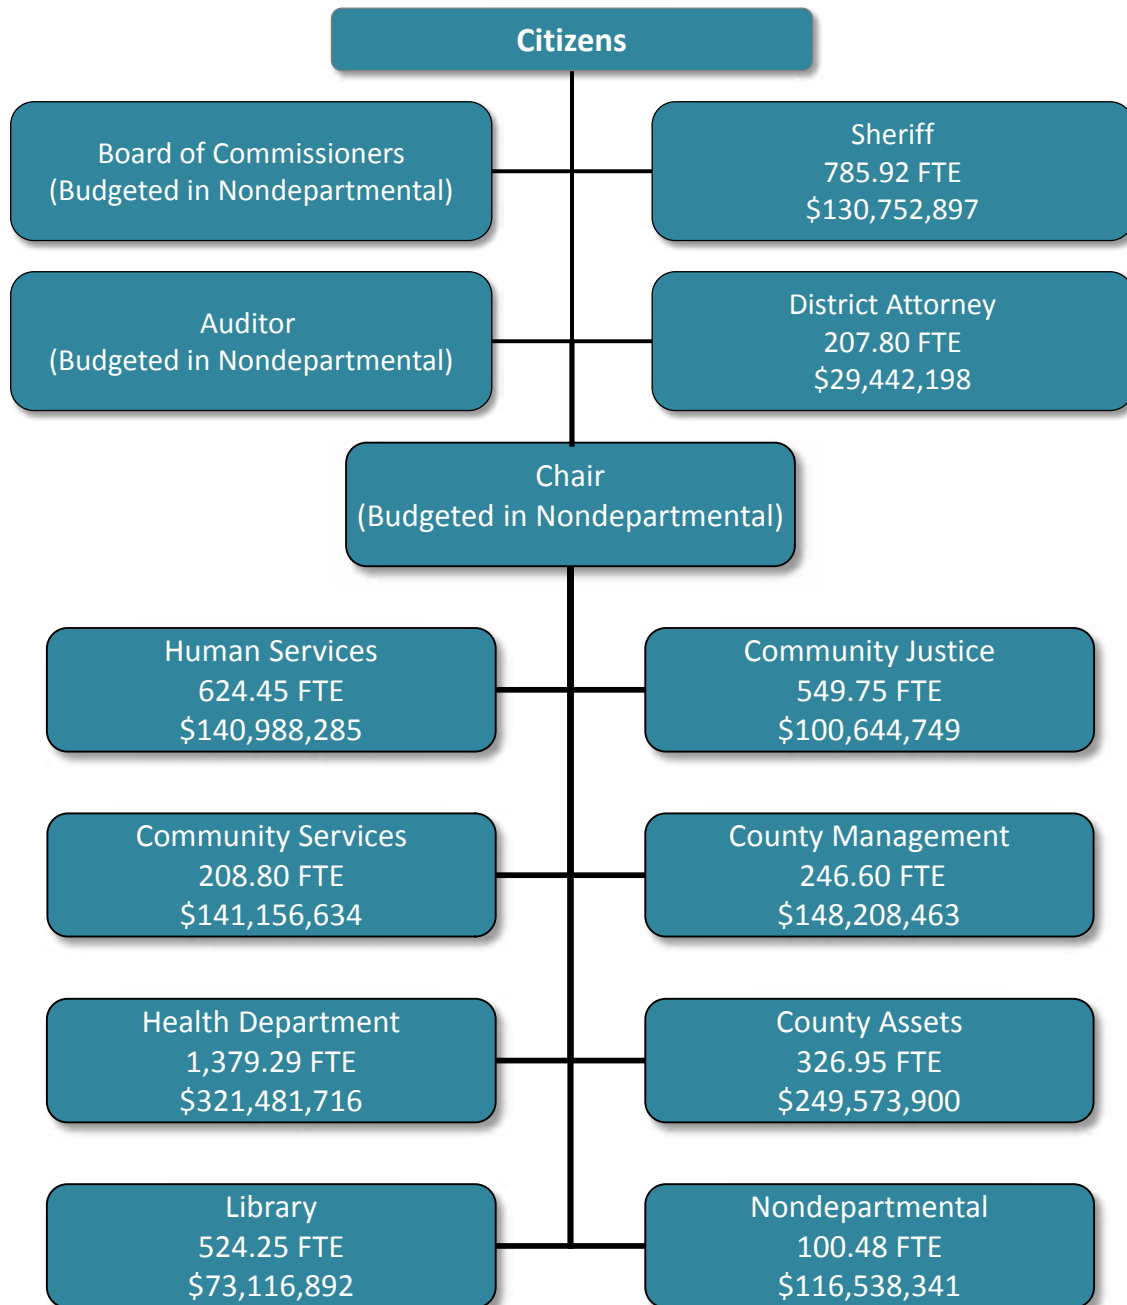 Citizens
Board of Commissioners
(Budgeted in Nondepartmental)
Sheriff
785.92 FTE
$130,752,897
Auditor
(Budgeted in Nondepartmental)
District Attorney
207.80 FTE
$29,442,198
Chair
(Budgeted in Nondepartmental)
Human Services
624.45 FTE
$140,988,285
Community Justice
549.75 FTE
$100,644,749
Community Services
208.80 FTE
$141,156,634
County Management
246.60 FTE
$148,208,463
Health Department
1,379.29 FTE
$321,481,716
County Assets
326.95 FTE
$249,573,900
Library
524.25 FTE
$73,116,892
Nondepartmental
100.48 FTE
$116,538,341